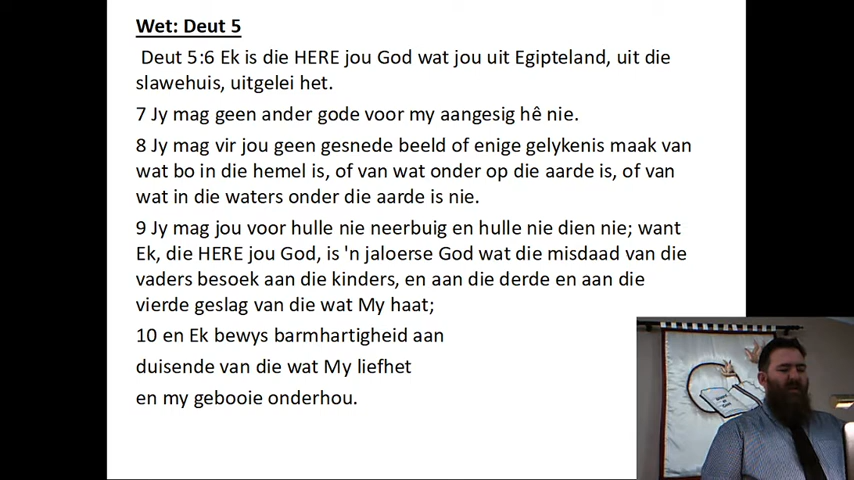 Wet: Deut 5
Deut 5:6 Ek is die HERE jou God wat jou uit Egipteland, uit die
slawehuis, uitgelei het.
7 Jy mag geen ander gode voor my aangesig hê nie.
8 Jy mag vir jou geen gesnede beeld of enige gelykenis maak van
wat bo in die hemel is, of van wat onder op die aarde is, of van
wat in die waters onder die aarde is nie.
9 Jy mag jou voor hulle nie neerbuig en hulle nie dien nie; want
Ek, die HERE jou God, is 'n jaloerse God wat die misdaad van die
vaders besoek aan die kinders, en aan die derde en aan die
vierde geslag van die wat My haat;
10 en Ek bewys barmhartigheid aan
duisende van die wat My liefhet
en my gebooie onderhou.